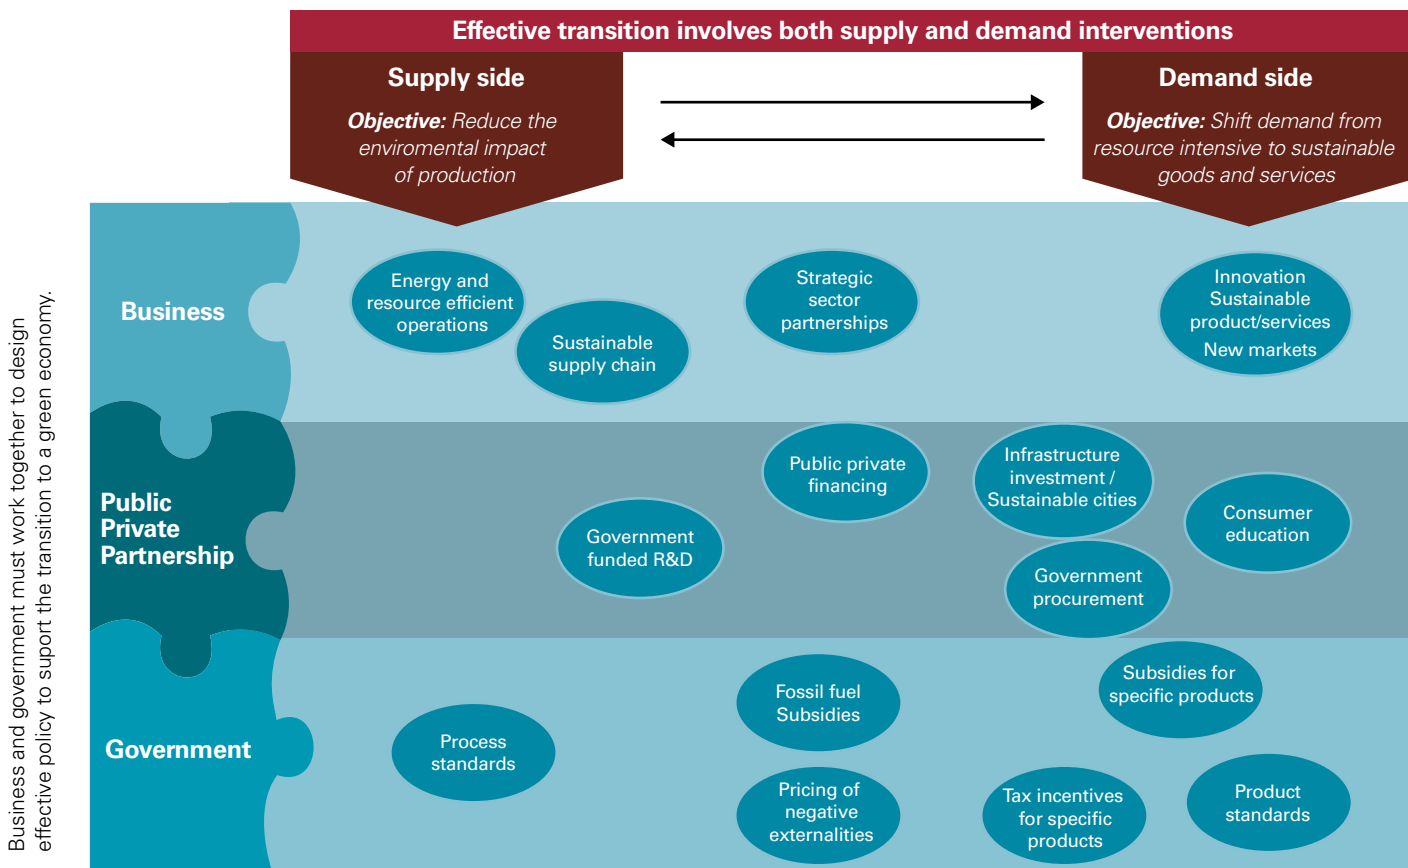 Effective transition involves both supply and demand interventions
Supply side
Objective: Reduce the
enviromental impact
of production
Demand side
Objective: Shift demand from
resource intensive to sustainable
goods and services
Business and government must work together to design
effective policy to suport the transition to a green economy.
Business
Energy and
resource efficient
operations
Sustainable
supply chain
Strategic
sector
partnerships
Innovation
Sustainable
product/services
New markets
Public
Private
Partnership
Government
funded R&D
Public private
financing
Infrastructure
investment /
Sustainable cities
Government
procurement
Consumer
education
Government
Process
standards
Fossil fuel
Subsidies
Pricing of
negative
externalities
Subsidies for
specific products
Tax incentives
for specific
products
Product
standards